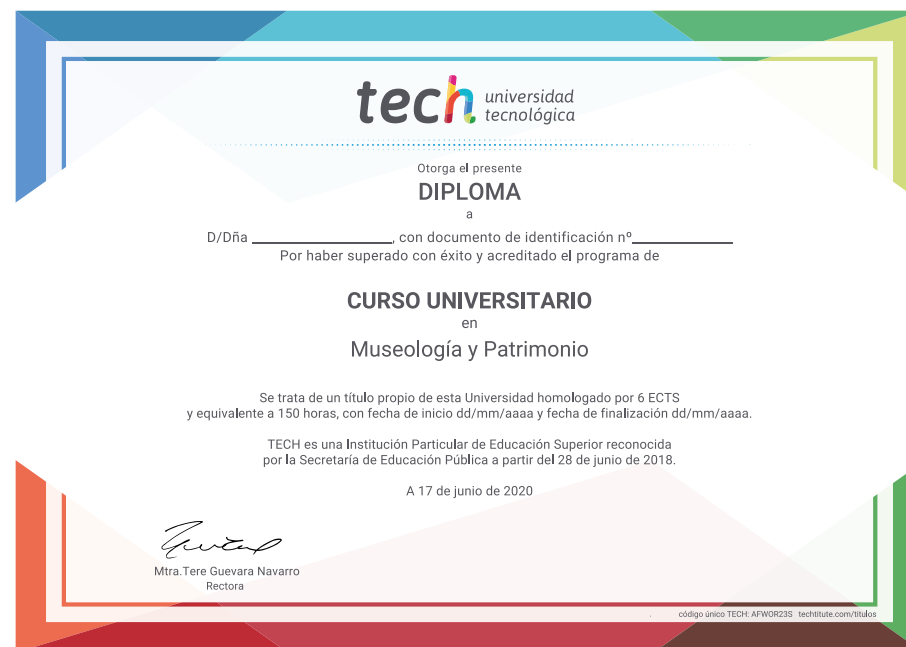 tech universidad
tecnológica
Otorga el presente
DIPLOMA
a
D/Dña ____________________, con documento de identificación nº______________
Por haber superado con éxito y acreditado el programa de
CURSO UNIVERSITARIO
en
Museología y Patrimonio
Se trata de un título propio de esta Universidad homologado por 6 ECTS
y equivalente a 150 horas, con fecha de inicio dd/mm/aaaa y fecha de finalización dd/mm/aaaa.
TECH es una Institución Particular de Educación Superior reconocida
por la Secretaría de Educación Pública a partir del 28 de junio de 2018.
A 17 de junio de 2020
Mtra.Tere Guevara Navarro
Rectora
código único TECH: AFWOR23S techtitute.com/titulos